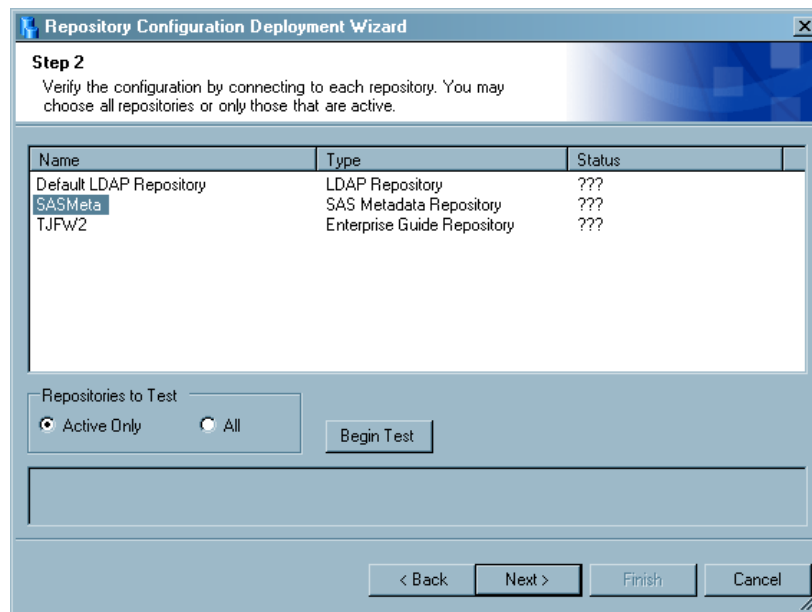 Repository Configuration Deployment Wizard
Step 2
Verify the configuration by connecting to each repository. You may
choose all repositories or only those that are active.
Name Type Status
Default LDAP Repository LDAP Repository ???
SASMeta SAS Metadata Repository ???
TJFW2 Enterprise Guide Repository ???
Repositories to Test
Active Only All
Begin Test
< Back Next > Finish Cancel